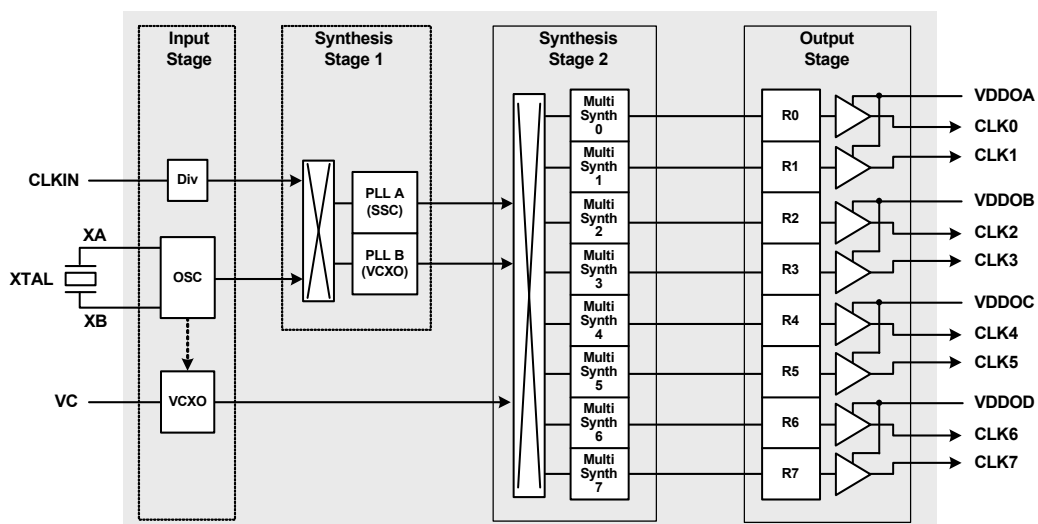 Input
Stage
Synthesis
Stage 1
Synthesis
Stage 2
Output
Stage
CLKIN
Div
XA
XTAL
XB
OSC
VC
VCXO
PLL A
(SSC)
PLL B
(VCXO)
Multi
Synth
0
Multi
Synth
1
Multi
Synth
2
Multi
Synth
3
Multi
Synth
4
Multi
Synth
5
Multi
Synth
6
Multi
Synth
7
R0
R1
R2
R3
R4
R5
R6
R7
VDDOA
CLK0
CLK1
VDDOB
CLK2
CLK3
VDDOC
CLK4
CLK5
VDDOD
CLK6
CLK7